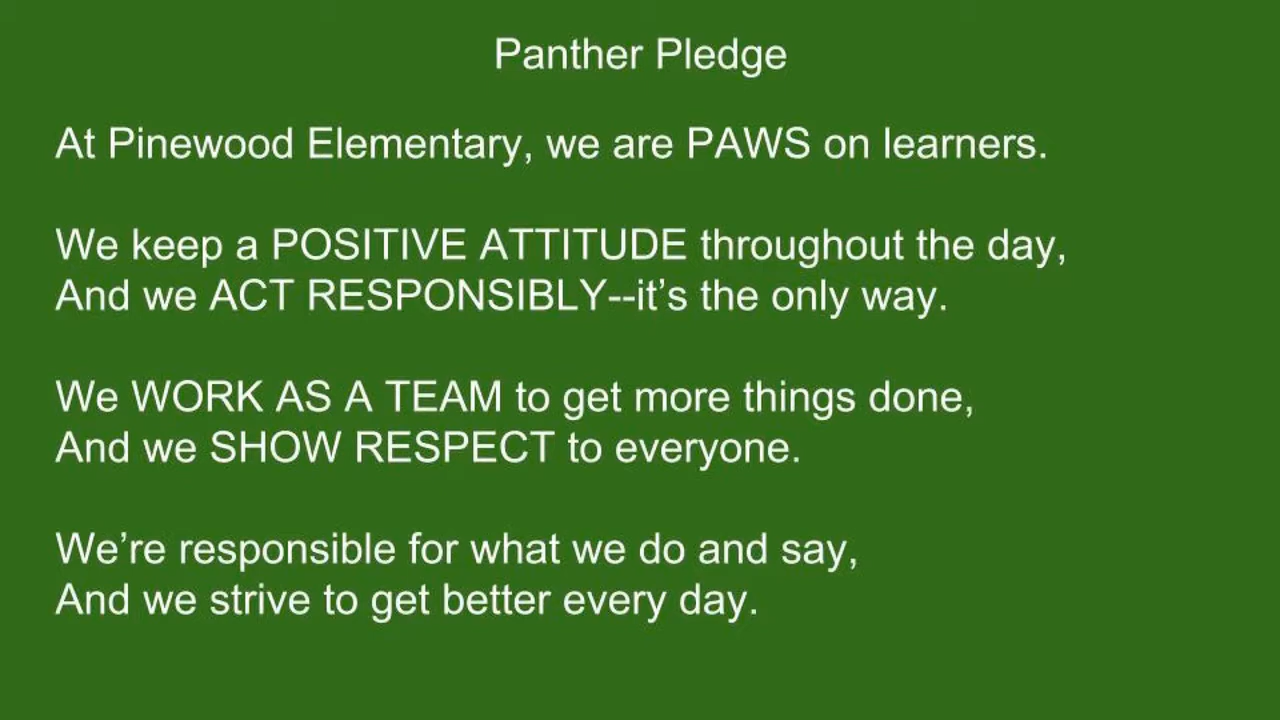 Panther Pledge
At Pinewood Elementary, we are PAWS on learners.
We keep a POSITIVE ATTITUDE throughout the day,
And we ACT RESPONSIBLY--it’s the only way.
We WORK AS A TEAM to get more things done,
And we SHOW RESPECT to everyone.
We’re responsible for what we do and say,
And we strive to get better every day.